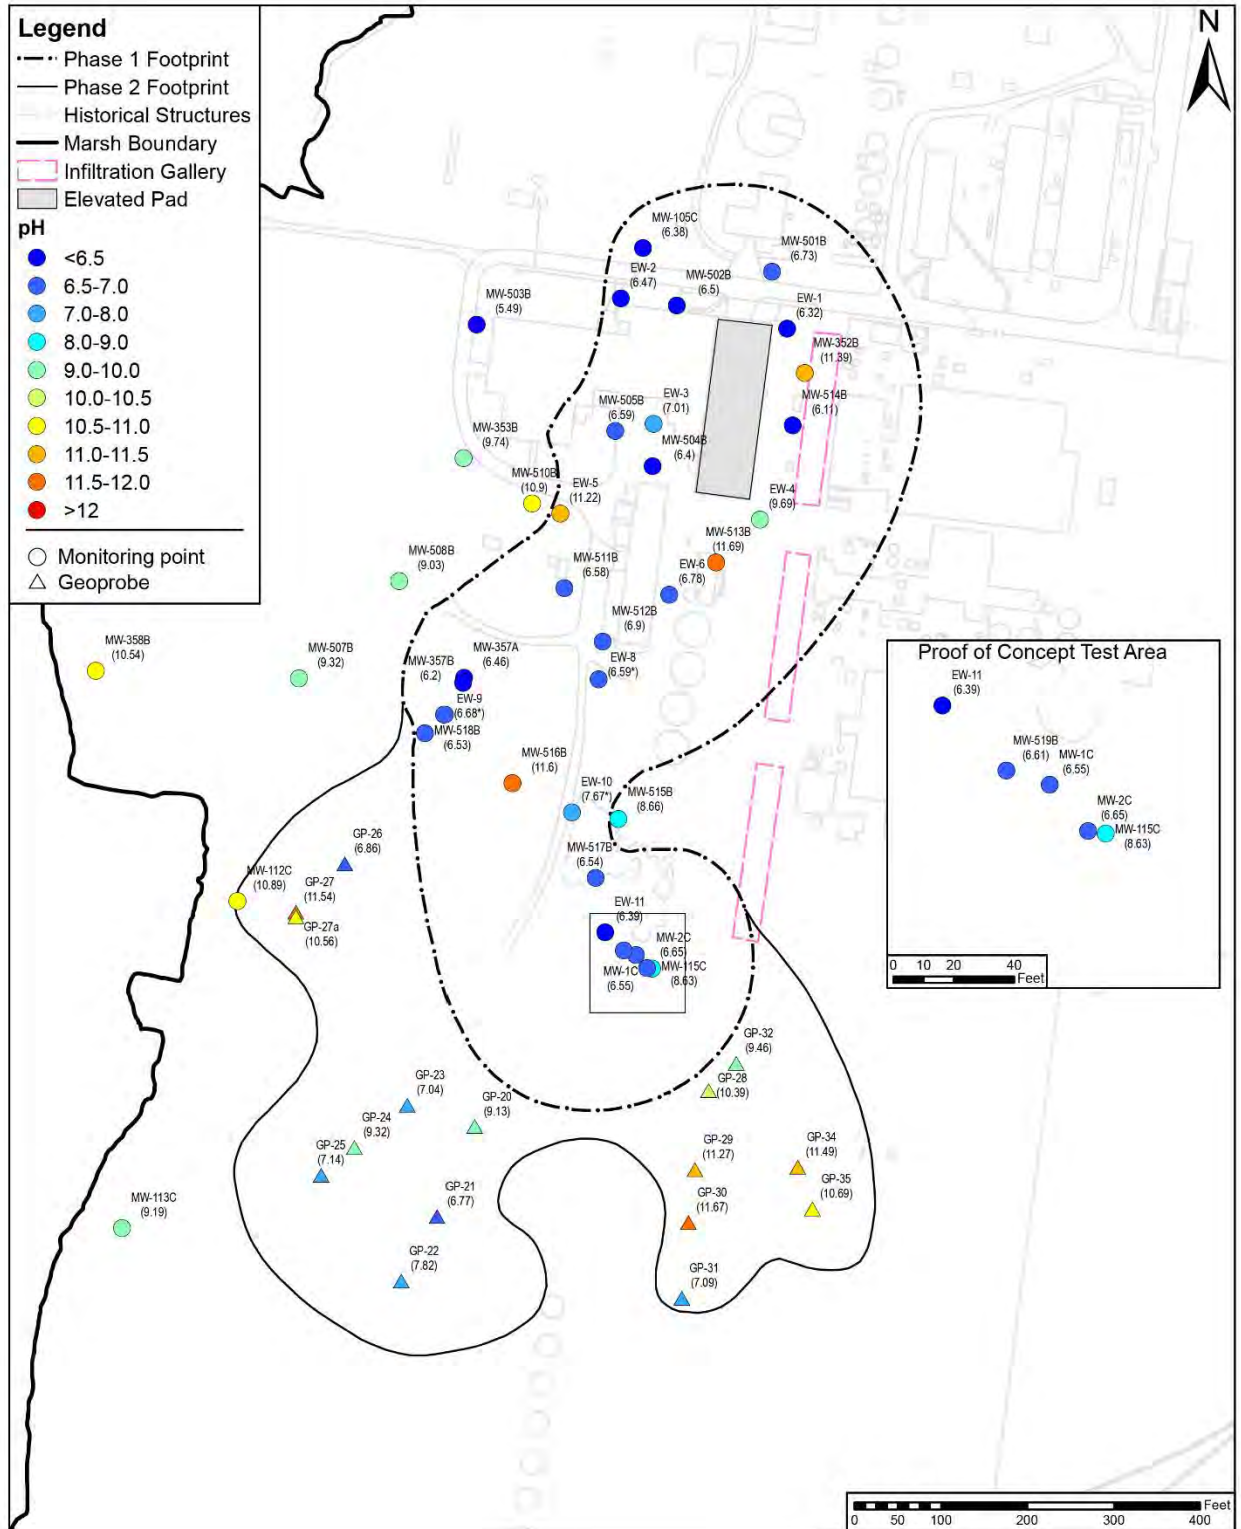 Legend
Phase 1 Footprint
Phase 2 Footprint
Historical Structures
Marsh Boundary
Infiltration Gallery
Elevated Pad
pH
<6.5
6.5-7.0
7.0-8.0
8.0-9.0
9.0-10.0
10.0-10.5
10.5-11.0
11.0-11.5
11.5-12.0
>12
Monitoring point
Geoprobe
N
MW-105C
(6.38)
MW-501B
(6.73)
EW-2
(6.47)
MW-502B
(6.5)
MW-503B
(5.49)
EW-1
(6.32)
MW-352B
(11.39)
MW-505B
(6.59)
EW-3
(7.01)
MW-514B
(6.11)
MW-353B
(9.74)
MW-504B
(6.4)
MW-510B
(10.9)
EW-5
(11.22)
EW-4
(9.69)
MW-513B
(11.69)
MW-508B
(9.03)
MW-511B
(6.58)
EW-6
(6.78)
MW-512B
(6.9)
MW-358B
(10.54)
MW-507B
(9.32)
MW-357B
(6.2)
MW-357A
(6.46)
EW-8
(6.59*)
EW-9
(6.68*)
MW-518B
(6.53)
MW-516B
(11.6)
EW-10
(7.67*)
MW-515B
(8.66)
GP-26
(6.86)
MW-517B
(6.54)
MW-112C
(10.89)
GP-27
(11.54)
GP-27a
(10.56)
EW-11
(6.39)
MW-2C
(6.65)
MW-1C
(6.55)
MW-115C
(8.63)
Proof of Concept Test Area
EW-11
(6.39)
MW-519B
(6.61)
MW-1C
(6.55)
MW-2C
(6.65)
MW-115C
(8.63)
0 10 20 40
Feet
GP-32
(9.46)
GP-28
(10.39)
GP-23
(7.04)
GP-20
(9.13)
GP-24
(9.32)
GP-25
(7.14)
GP-29
(11.27)
GP-34
(11.49)
GP-21
(6.77)
GP-30
(11.67)
GP-35
(10.69)
MW-113C
(9.19)
GP-22
(7.82)
GP-31
(7.09)
Feet
0 50 100 200 300 400